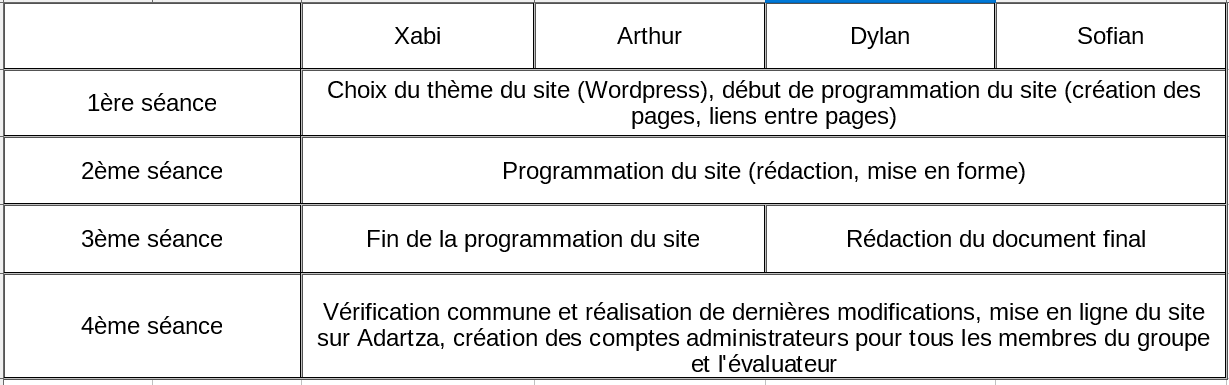 Xabi
Arthur
Dylan
Sofian
1ère séance
Choix du thème du site (Wordpress), début de programmation du site (création des
pages, liens entre pages)
2ème séance
Programmation du site (rédaction, mise en forme)
3ème séance
Fin de la programmation du site
Rédaction du document final
4ème séance
Vérification commune et réalisation de dernières modifications, mise en ligne du site
sur Adartza, création des comptes administrateurs pour tous les membres du groupe
et l'évaluateur